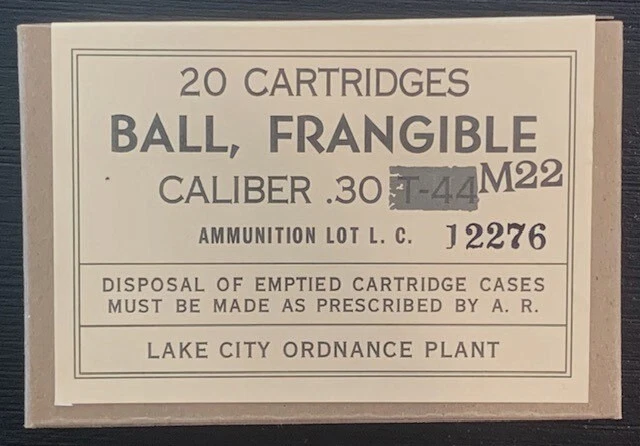 20 CARTRIDGES
BALL, FRANGIBLE
CALIBER .30 T-44 M22
AMMUNITION LOT L. C. 12276
DISPOSAL OF EMPTIED CARTRIDGE CASES
MUST BE MADE AS PRESCRIBED BY A. R.
LAKE CITY ORDNANCE PLANT